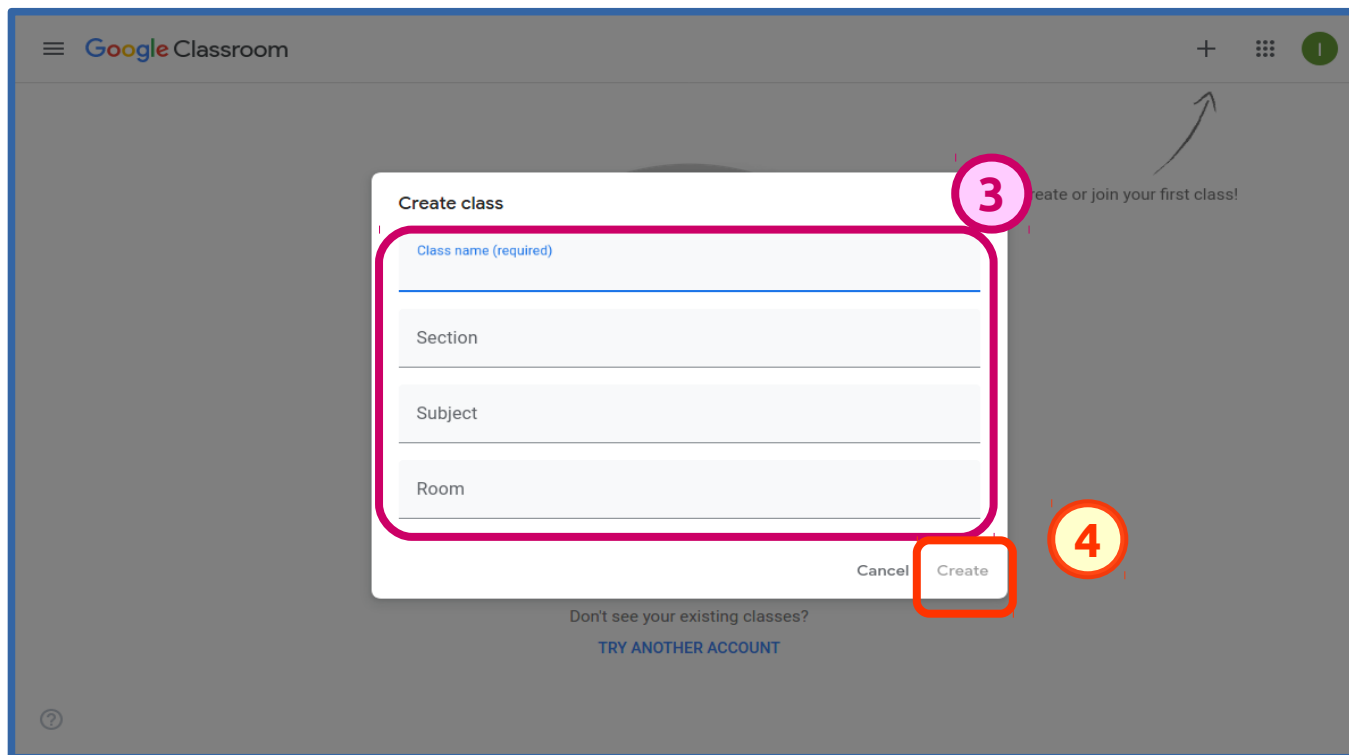 Google Classroom
I
Create class
3
reate or join your first class!
Class name (required)
Section
Subject
Room
4
Cancel
Create
Don't see your existing classes?
TRY ANOTHER ACCOUNT
?